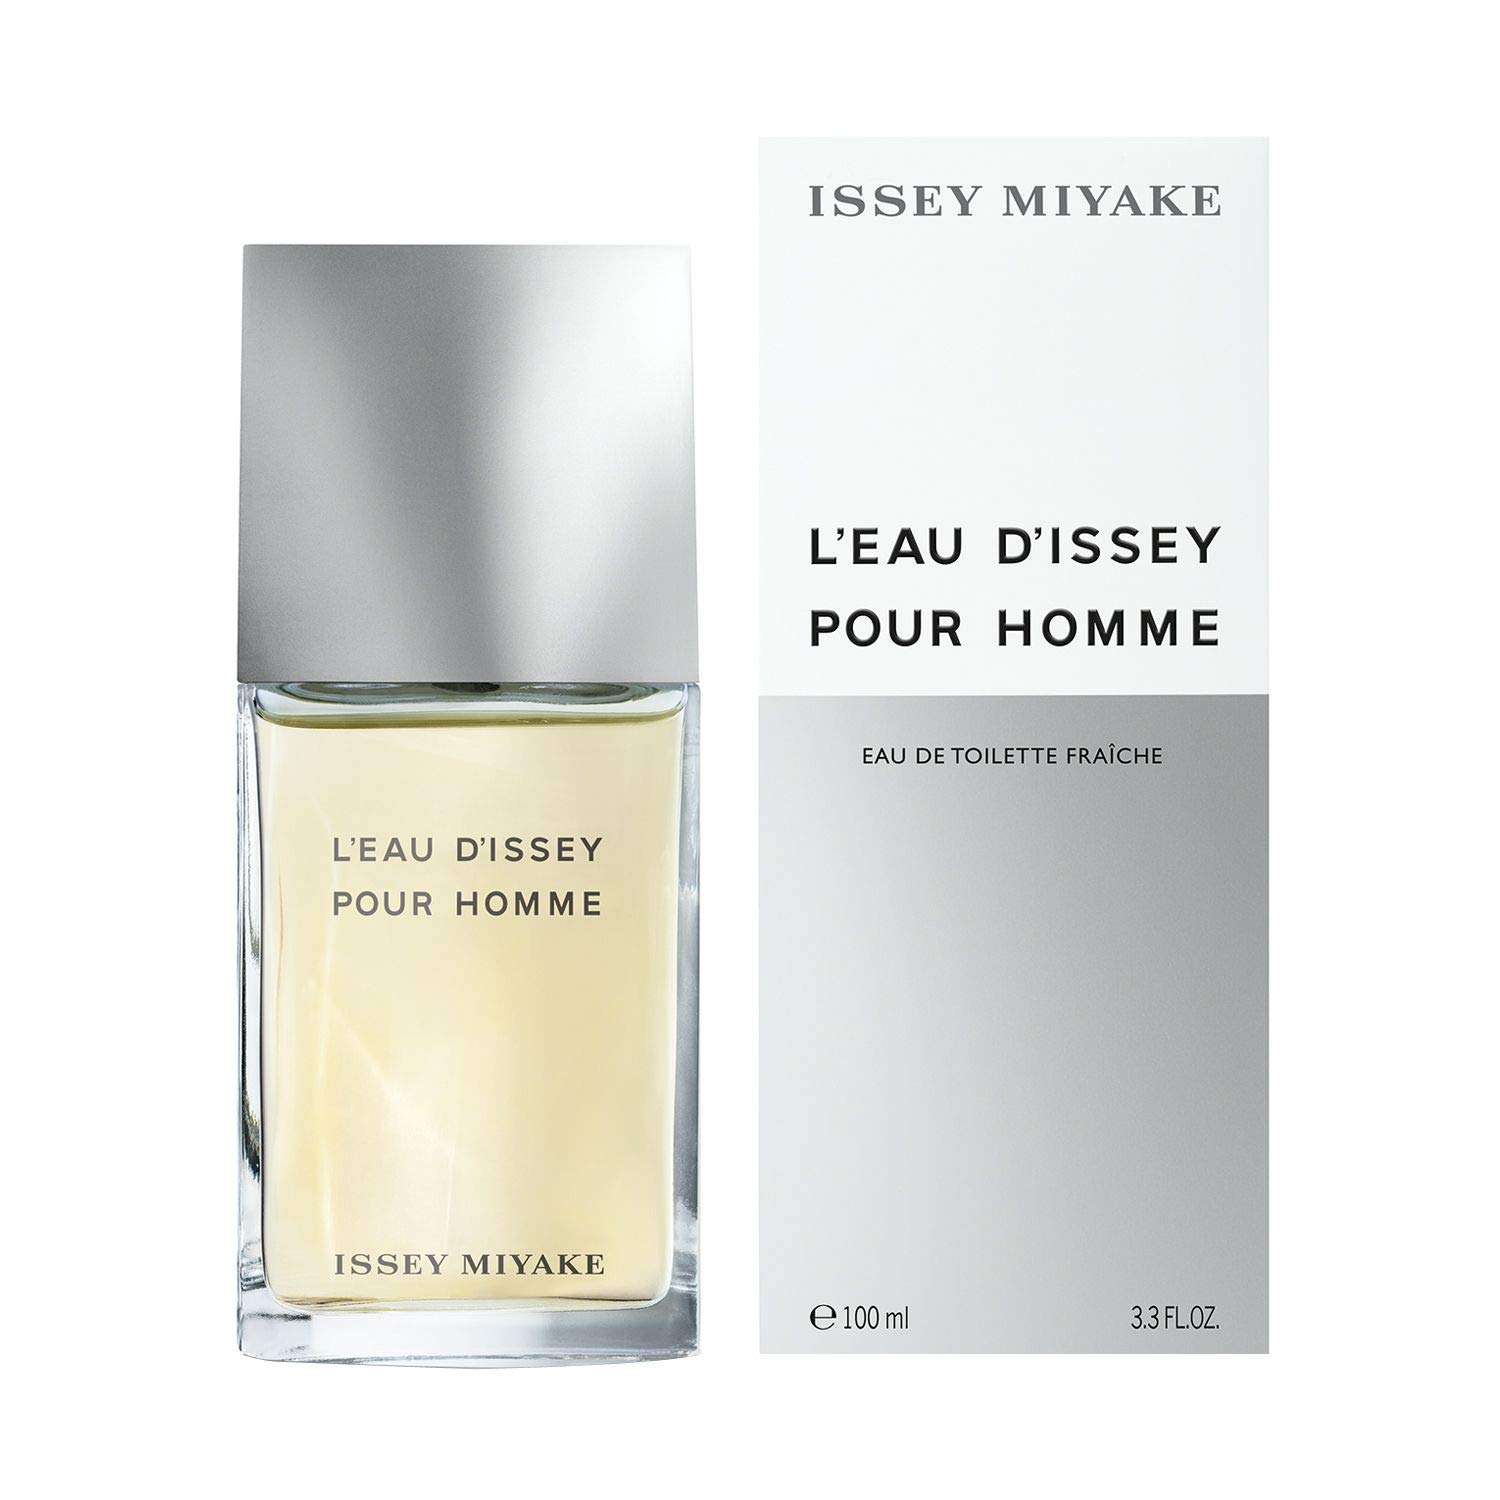 L'EAU D'ISSEY
POUR HOMME
ISSEY MIYAKE
ISSEY MIYAKE
L'EAU D'ISSEY
POUR HOMME
EAU DE TOILETTE FRAÎCHE
℮ 100 ml 3.3 FL.OZ.